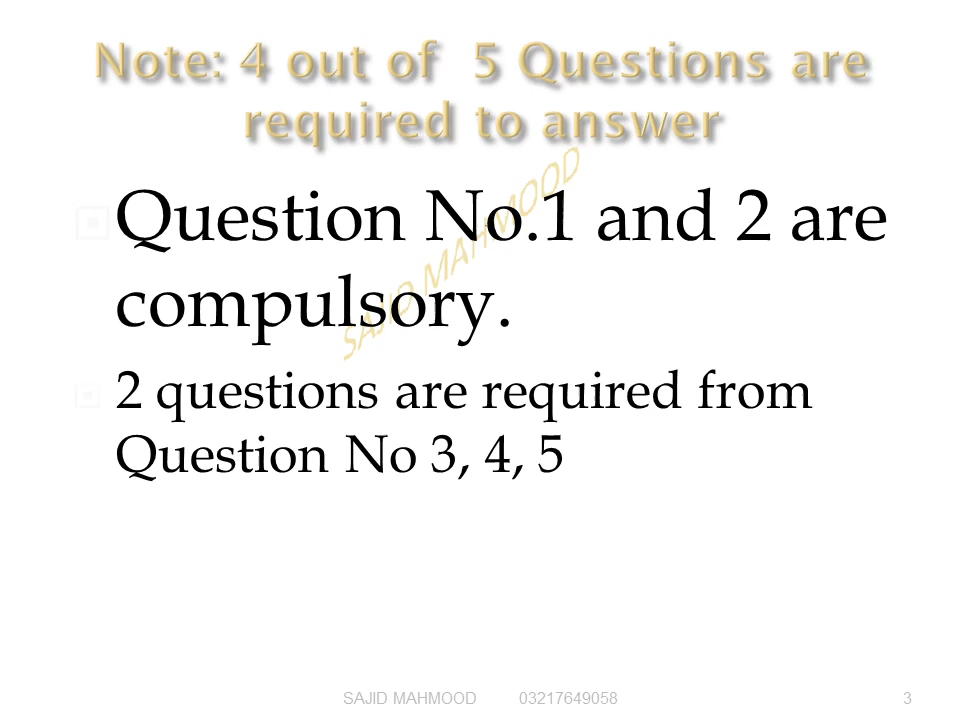 Note: 4 out of 5 Questions are
required to answer
SAJID MAHMOOD
Question No.1 and 2 are
compulsory.
2 questions are required from
Question No 3, 4, 5
SAJID MAHMOOD 03217649058 3